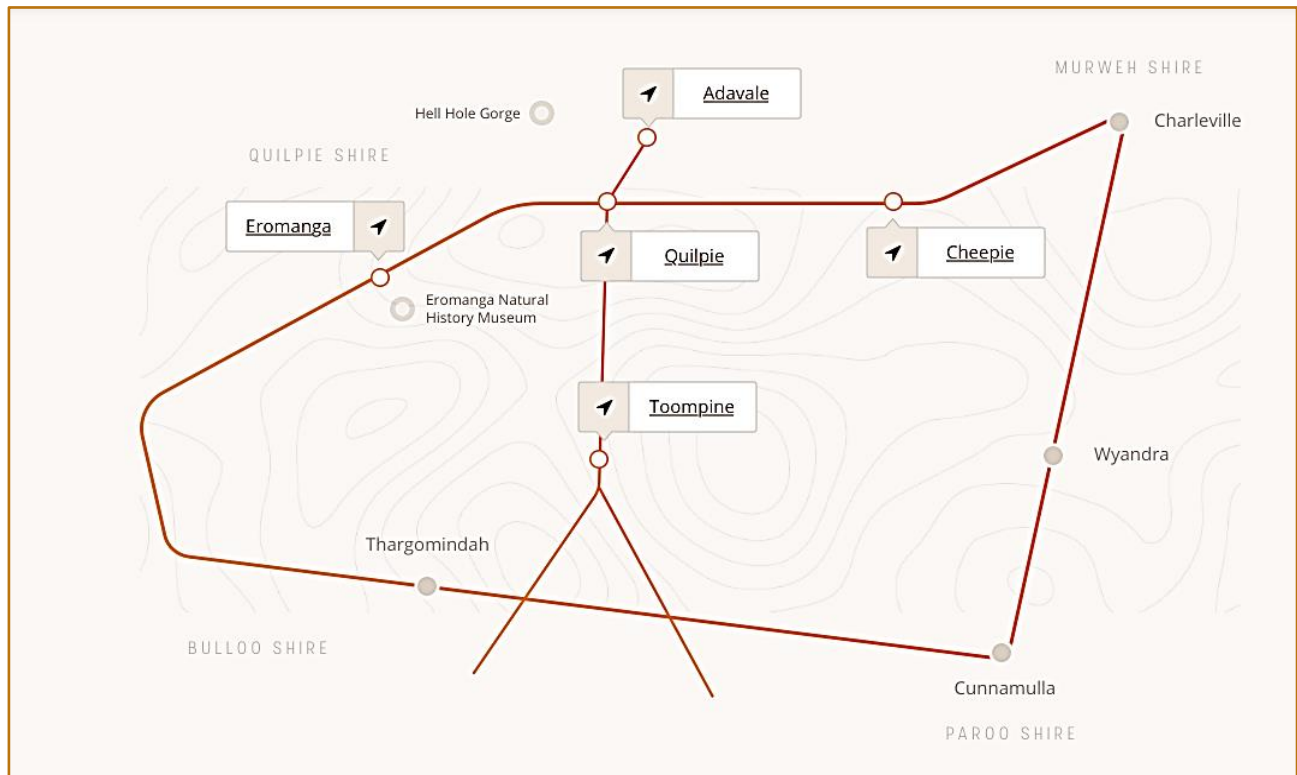 MURWEH SHIRE
Adavale
Hell Hole Gorge
Charleville
QUILPIE SHIRE
Eromanga
Quilpie
Cheepie
Eromanga Natural
History Museum
Toompine
Wyandra
Thargomindah
BULLOO SHIRE
Cunnamulla
PAROO SHIRE